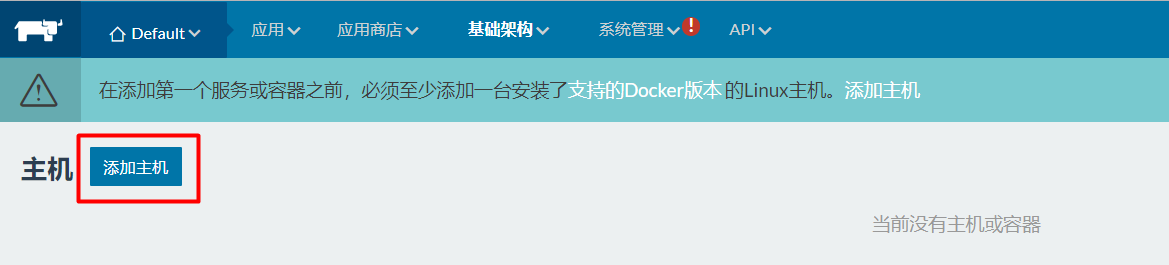 Default 应用 应用商店 基础架构 系统管理 ! API
在添加第一个服务或容器之前，必须至少添加一台安装了支持的Docker版本 的Linux主机。添加主机
主机 添加主机
当前没有主机或容器